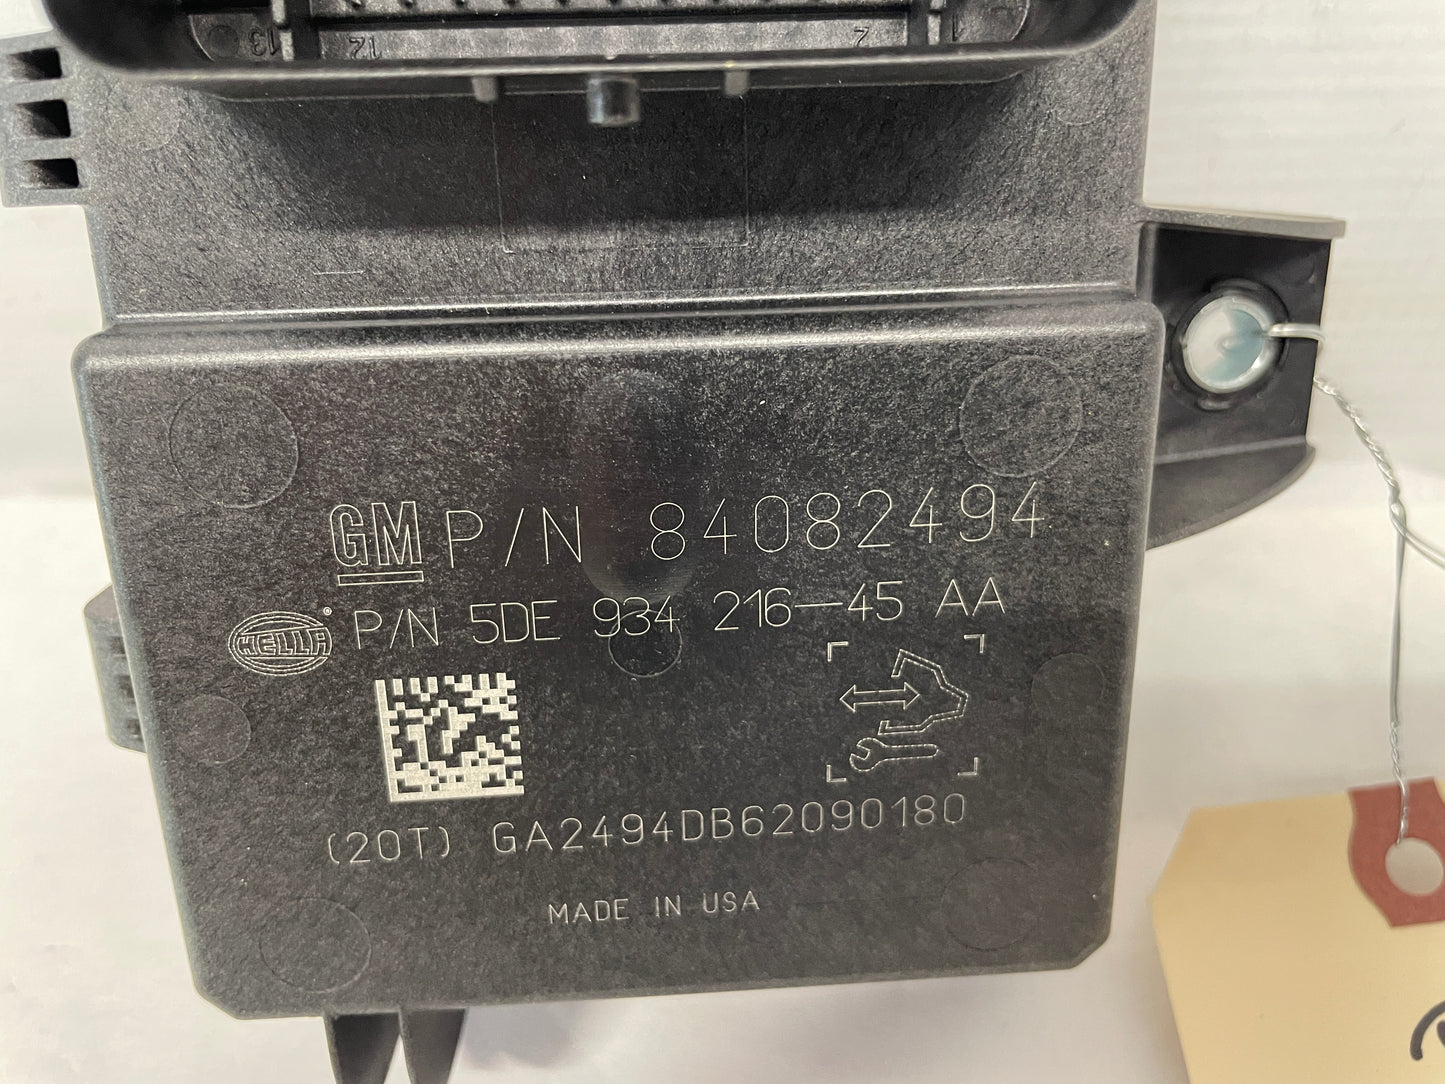 13 12 2 1
GM P/N 84082494
HELLA® P/N 5DE 934 216-45 AA
(20T) GA2494DB62090180
MADE IN USA